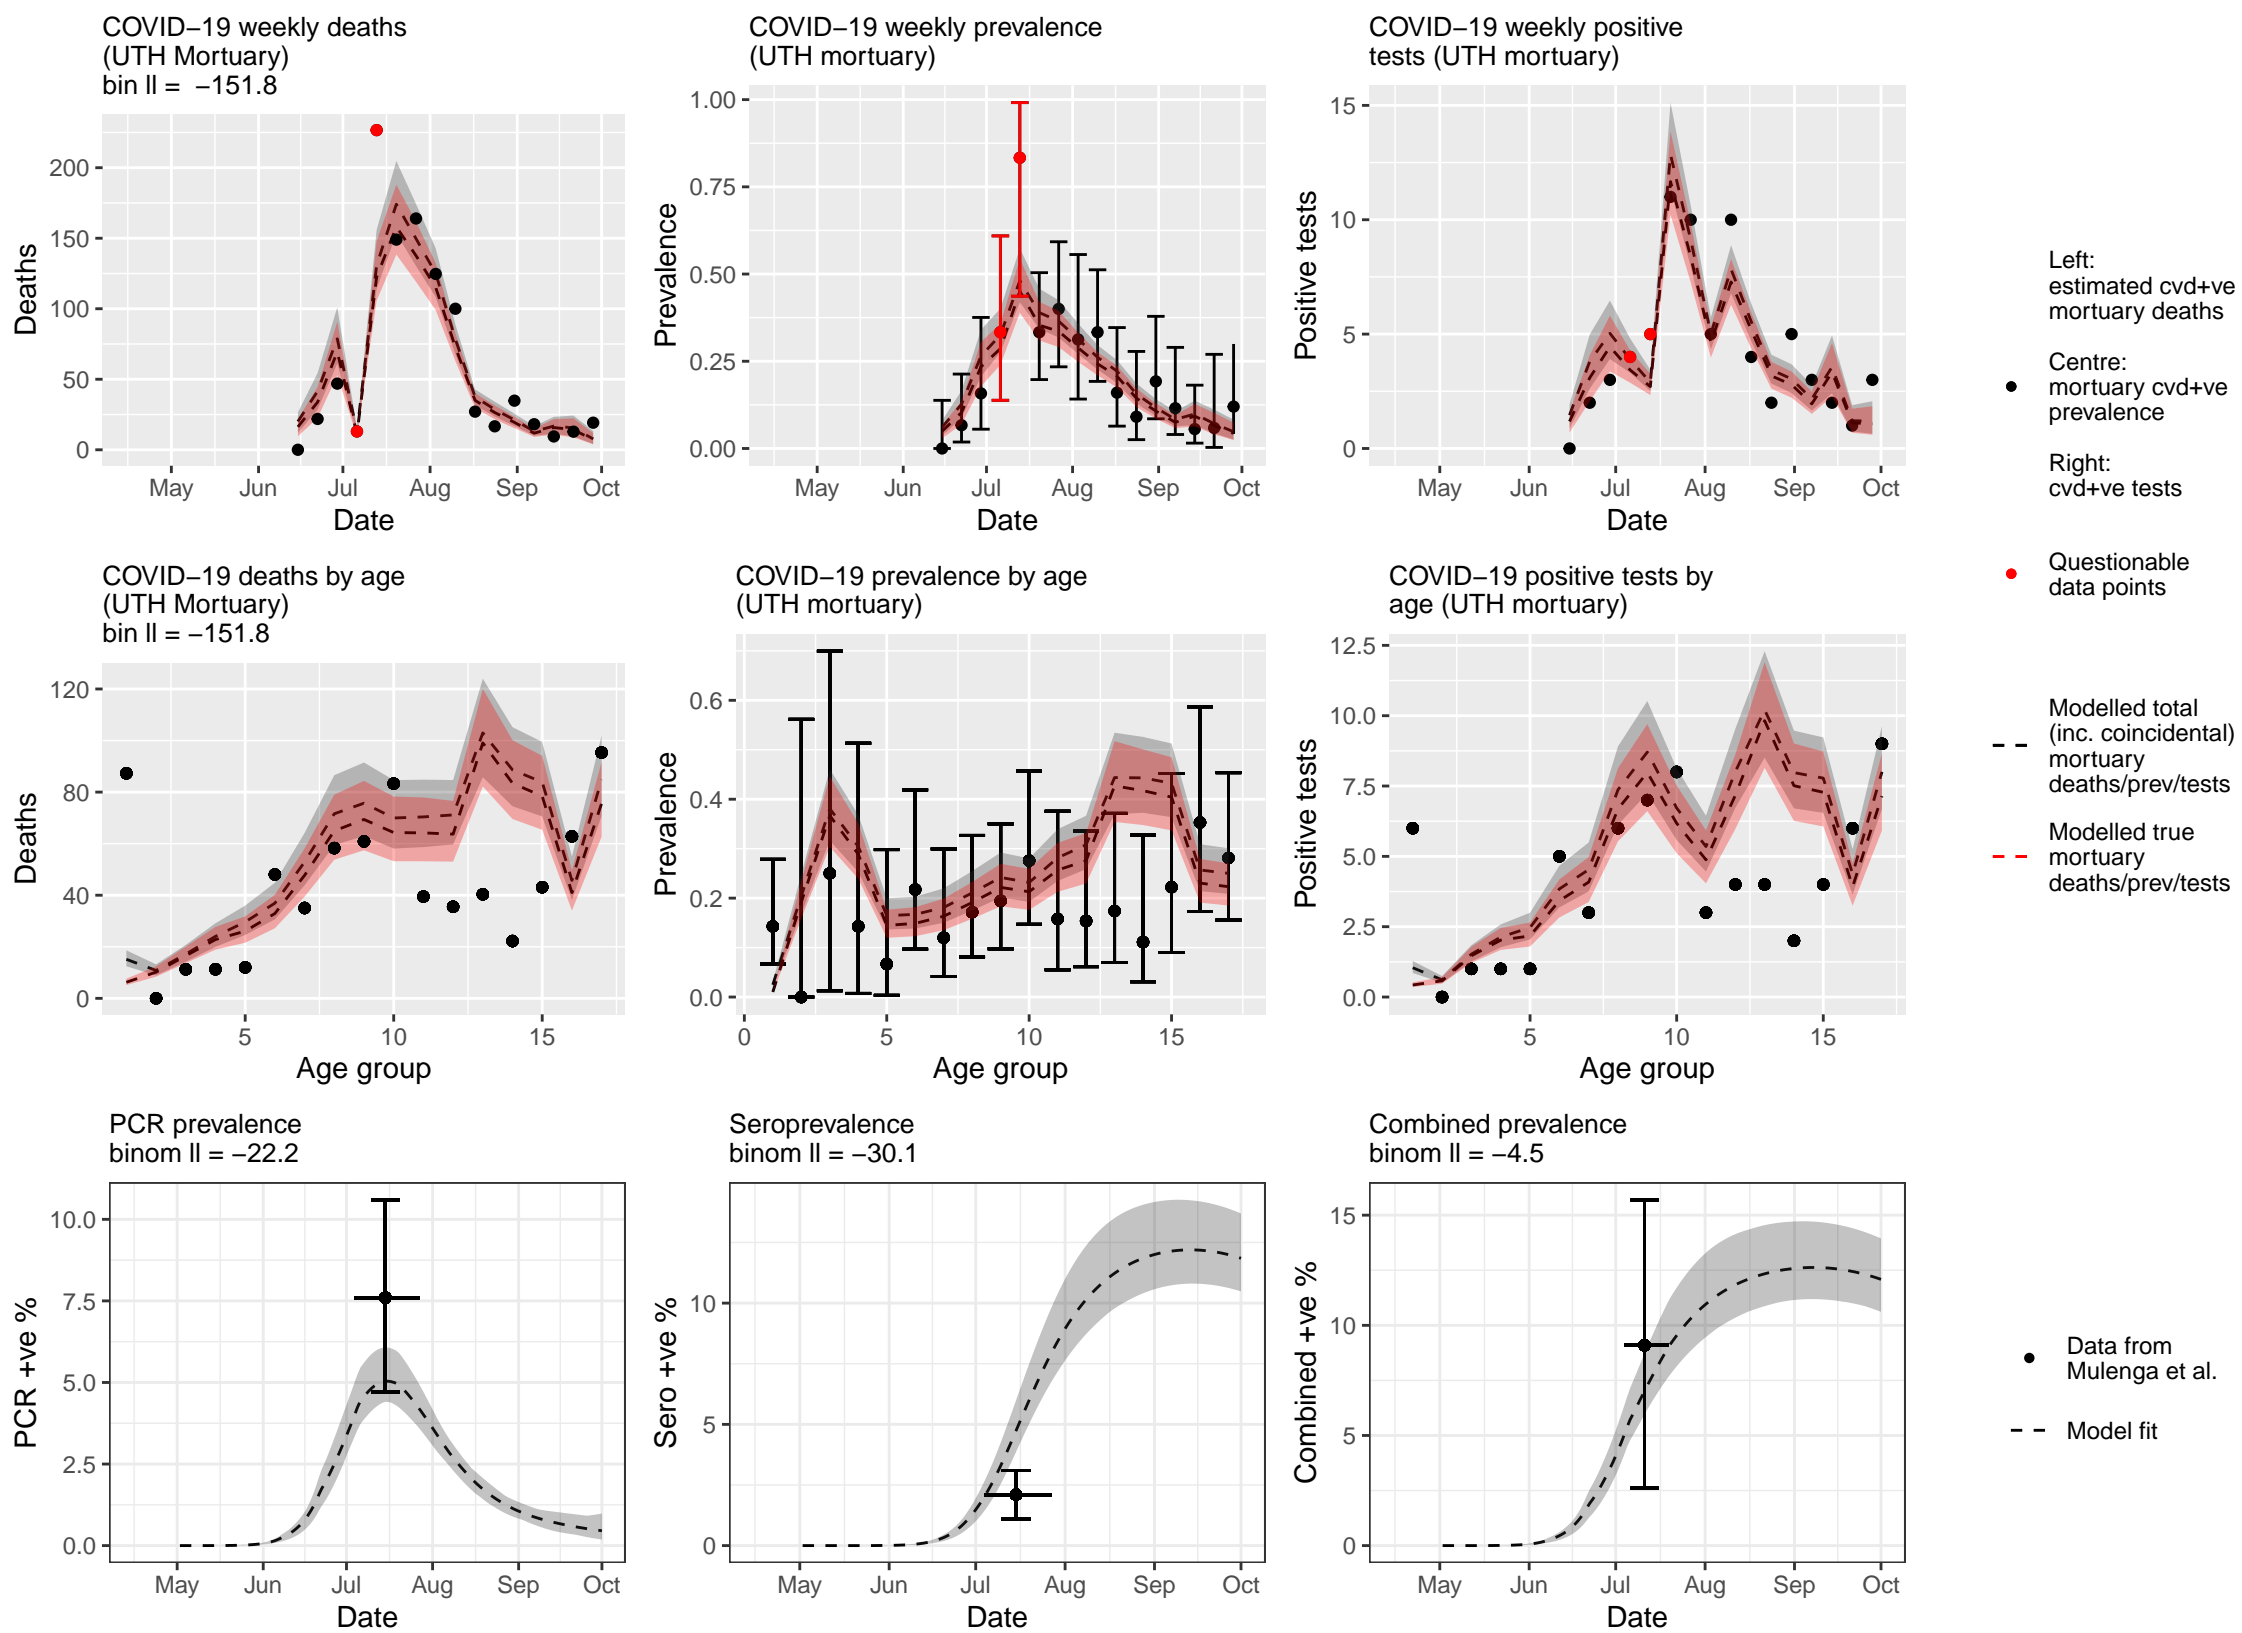 COVID−19 weekly deaths
(UTH Mortuary)
bin ll =  −151.8
200
150
100
50
0
Deaths
May Jun Jul Aug Sep Oct
Date
COVID−19 weekly prevalence
(UTH mortuary)
1.00
0.75
0.50
0.25
0.00
Prevalence
May Jun Jul Aug Sep Oct
Date
COVID−19 weekly positive
tests (UTH mortuary)
15
10
5
0
Positive tests
May Jun Jul Aug Sep Oct
Date
Left:
estimated cvd+ve
mortuary deaths
Centre:
mortuary cvd+ve
prevalence
Right:
cvd+ve tests
Questionable
data points
COVID−19 deaths by age
(UTH Mortuary)
bin ll = −151.8
120
80
40
0
Deaths
5 10 15
Age group
COVID−19 prevalence by age
(UTH mortuary)
0.6
0.4
0.2
0.0
Prevalence
0 5 10 15
Age group
COVID−19 positive tests by
age (UTH mortuary)
12.5
10.0
7.5
5.0
2.5
0.0
Positive tests
5 10 15
Age group
Modelled total
(inc. coincidental)
mortuary
deaths/prev/tests
Modelled true
mortuary
deaths/prev/tests
PCR prevalence
binom ll = −22.2
10.0
7.5
5.0
2.5
0.0
PCR +ve %
May Jun Jul Aug Sep Oct
Date
Seroprevalence
binom ll = −30.1
10
5
0
Sero +ve %
May Jun Jul Aug Sep Oct
Date
Combined prevalence
binom ll = −4.5
15
10
5
0
Combined +ve %
May Jun Jul Aug Sep Oct
Date
Data from
Mulenga et al.
Model fit